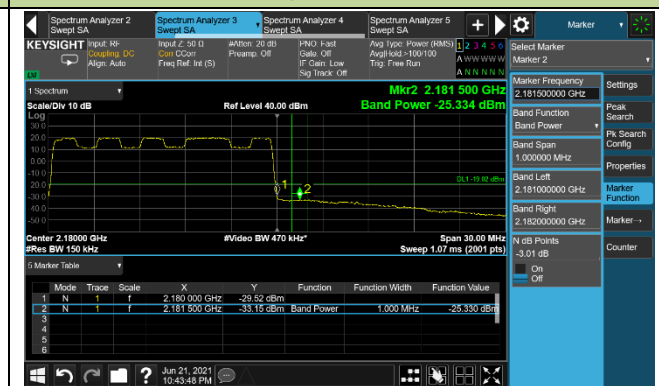 Spectrum Analyzer 2
Swept SA
Spectrum Analyzer 3
Swept SA
Spectrum Analyzer 4
Swept SA
Spectrum Analyzer 5
Swept SA
Marker
KEYSIGHT
Input: RF
Coupling: DC
Align: Auto
Input Z: 50 Ω
Corr CCorr
Freq Ref: Int (S)
#Atten: 20 dB
Preamp: Off
PNO: Fast
Gate: Off
IF Gain: Low
Sig Track: Off
Avg Type: Power (RMS)
Avg|Hold:>100/100
Trig: Free Run
1 2 3 4 5 6
A W W W W W
A N N N N N
LXI
1 Spectrum
Scale/Div 10 dB
Ref Level 40.00 dBm
Mkr2 2.181 500 GHz
Band Power -25.334 dBm
Log
30.0
20.0
10.0
0.00
-10.0
-20.0
-30.0
-40.0
-50.0
1
2
DL1 -19.02 dBm
Center 2.18000 GHz
#Res BW 150 kHz
#Video BW 470 kHz*
Span 30.00 MHz
Sweep 1.07 ms (2001 pts)
5 Marker Table
Mode Trace Scale X Y Function Function Width Function Value
1 N 1 f 2.180 000 GHz -29.52 dBm
2 N 1 f 2.181 500 GHz -33.15 dBm Band Power 1.000 MHz -25.330 dBm
3
4
5
6
Jun 21, 2021
10:43:48 PM
Select Marker
Marker 2
Marker Frequency
2.181500000 GHz
Band Function
Band Power
Band Span
1.000000 MHz
Band Left
2.181000000 GHz
Band Right
2.182000000 GHz
N dB Points
-3.01 dB
On
Off
Settings
Peak
Search
Pk Search
Config
Properties
Marker
Function
Marker→
Counter